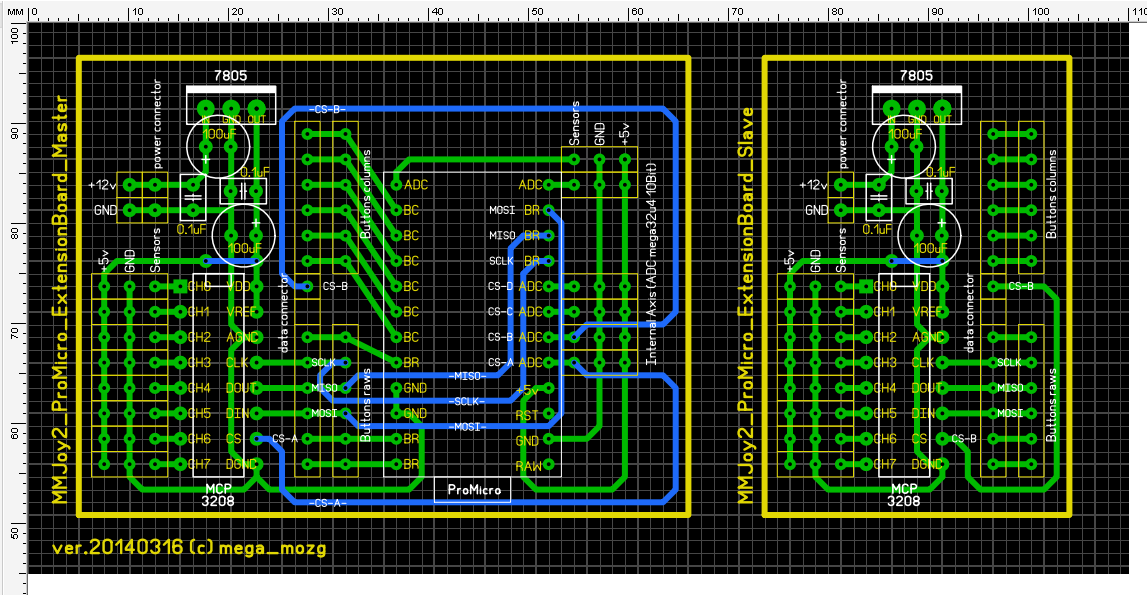 мм 0 10 20 30 40 50 60 70 80 90 100 110
100
90
80
70
60
50
MMJoy2_ProMicro_ExtensionBoard_Master
7805
IN GND OUT
100uF
power connector
+12v
GND
0.1uF
0.1uF
100uF
+5v
GND
Sensors
CH0
CH1
CH2
CH3
CH4
CH5
CH6
CH7
VDD
VREF
AGND
CLK
DOUT
DIN
CS
DGND
MCP
3208
data connector
SCLK
MISO
MOSI
CS-A
-CS-B-
Buttons columns
CS-B
Buttons raws
ADC
BC
BC
BC
BC
BC
BC
BR
GND
GND
BR
BR
-MISO-
-SCLK-
-MOSI-
-CS-A-
ProMicro
Sensors
GND
+5v
ADC
MOSI BR
MISO BR
SCLK BR
CS-D ADC
CS-C ADC
CS-B ADC
CS-A ADC
+5v
RST
GND
RAW
Internal Axis (ADC mega32u4 10Bit)
MMJoy2_ProMicro_ExtensionBoard_Slave
7805
IN GND OUT
100uF
power connector
+12v
GND
0.1uF
0.1uF
100uF
+5v
GND
Sensors
CH0
CH1
CH2
CH3
CH4
CH5
CH6
CH7
VDD
VREF
AGND
CLK
DOUT
DIN
CS
DGND
MCP
3208
Buttons columns
CS-B
SCLK
MISO
MOSI
CS-B
Buttons raws
ver.20140316 (c) mega_mozg